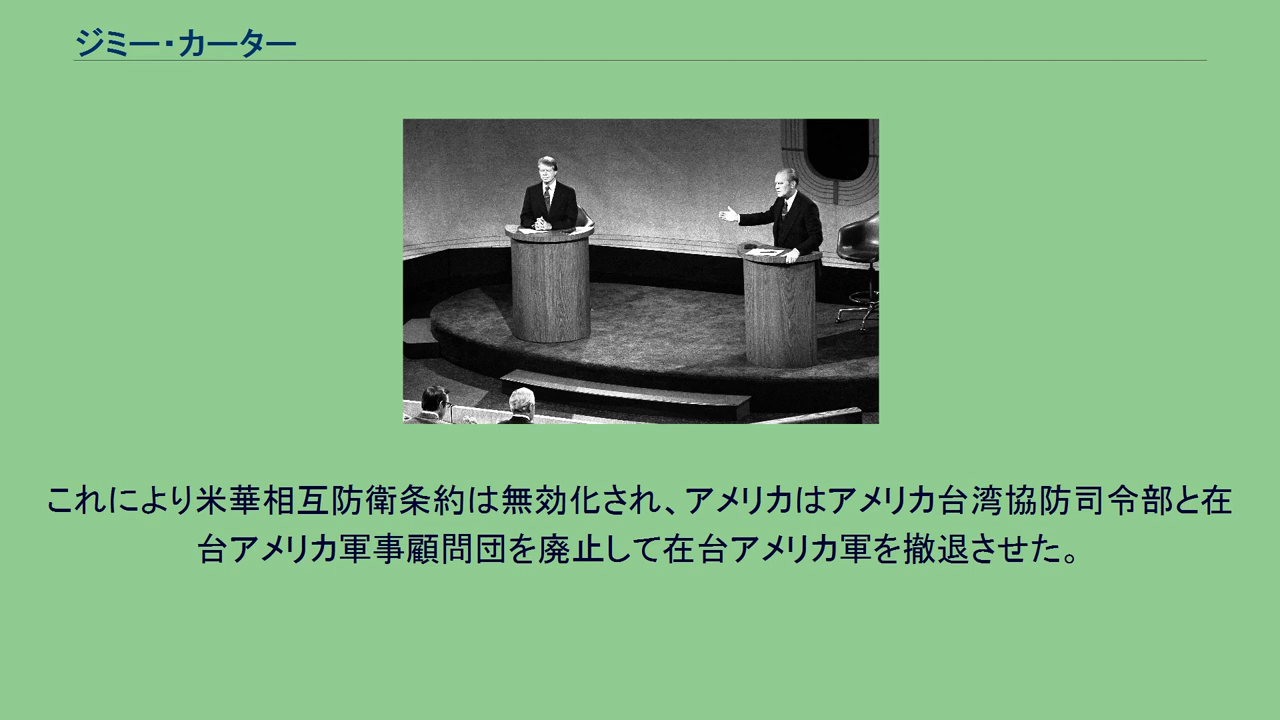 ジミー・カーター
これにより米華相互防衛条約は無効化され、アメリカはアメリカ台湾協防司令部と在
台アメリカ軍事顧問団を廃止して在台アメリカ軍を撤退させた。